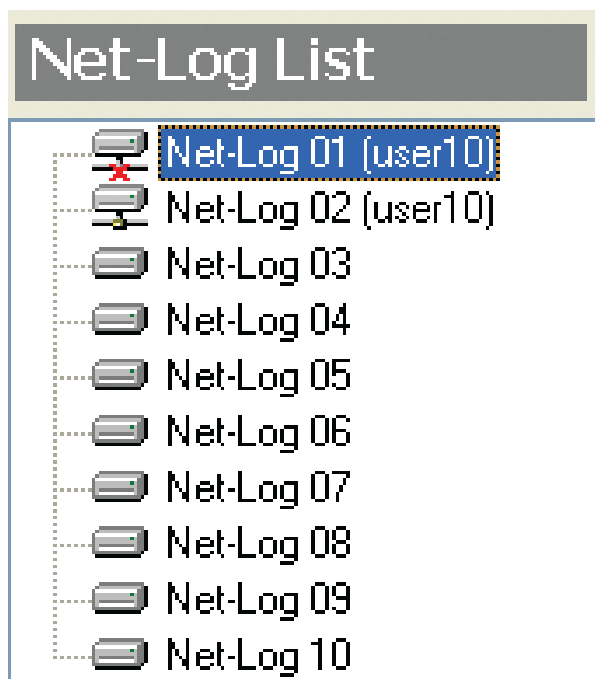 Net-Log List
Net-Log 01 (user10)
Net-Log 02 (user10)
Net-Log 03
Net-Log 04
Net-Log 05
Net-Log 06
Net-Log 07
Net-Log 08
Net-Log 09
Net-Log 10